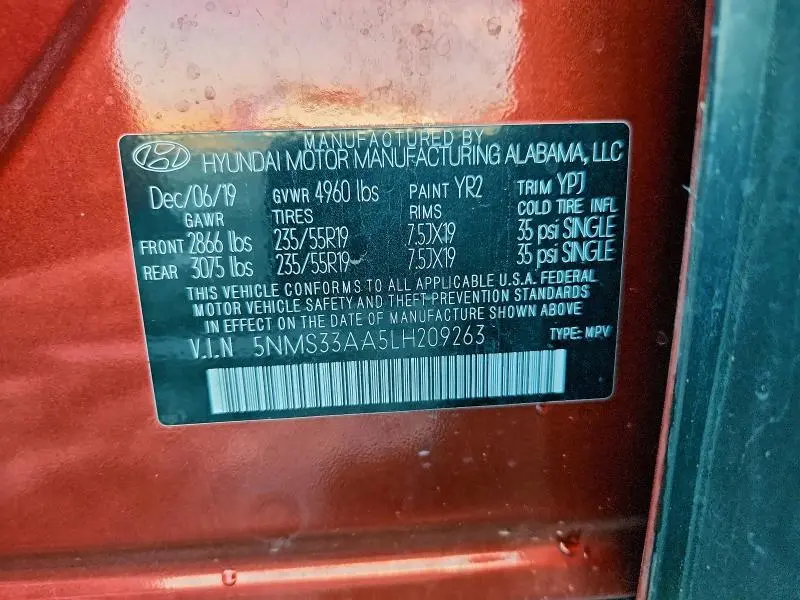 MANUFACTURED BY
HYUNDAI MOTOR MANUFACTURING ALABAMA, LLC
Dec/06/19 GVWR 4960 lbs PAINT YR2 TRIM YPJ
GAWR TIRES RIMS COLD TIRE INFL
FRONT 2866 lbs 235/55R19 7.5JX19 35 psi SINGLE
REAR 3075 lbs 235/55R19 7.5JX19 35 psi SINGLE
THIS VEHICLE CONFORMS TO ALL APPLICABLE U.S.A. FEDERAL
MOTOR VEHICLE SAFETY AND THEFT PREVENTION STANDARDS
IN EFFECT ON THE DATE OF MANUFACTURE SHOWN ABOVE
V.I.N 5NMS33AA5LH209263 TYPE: MPV